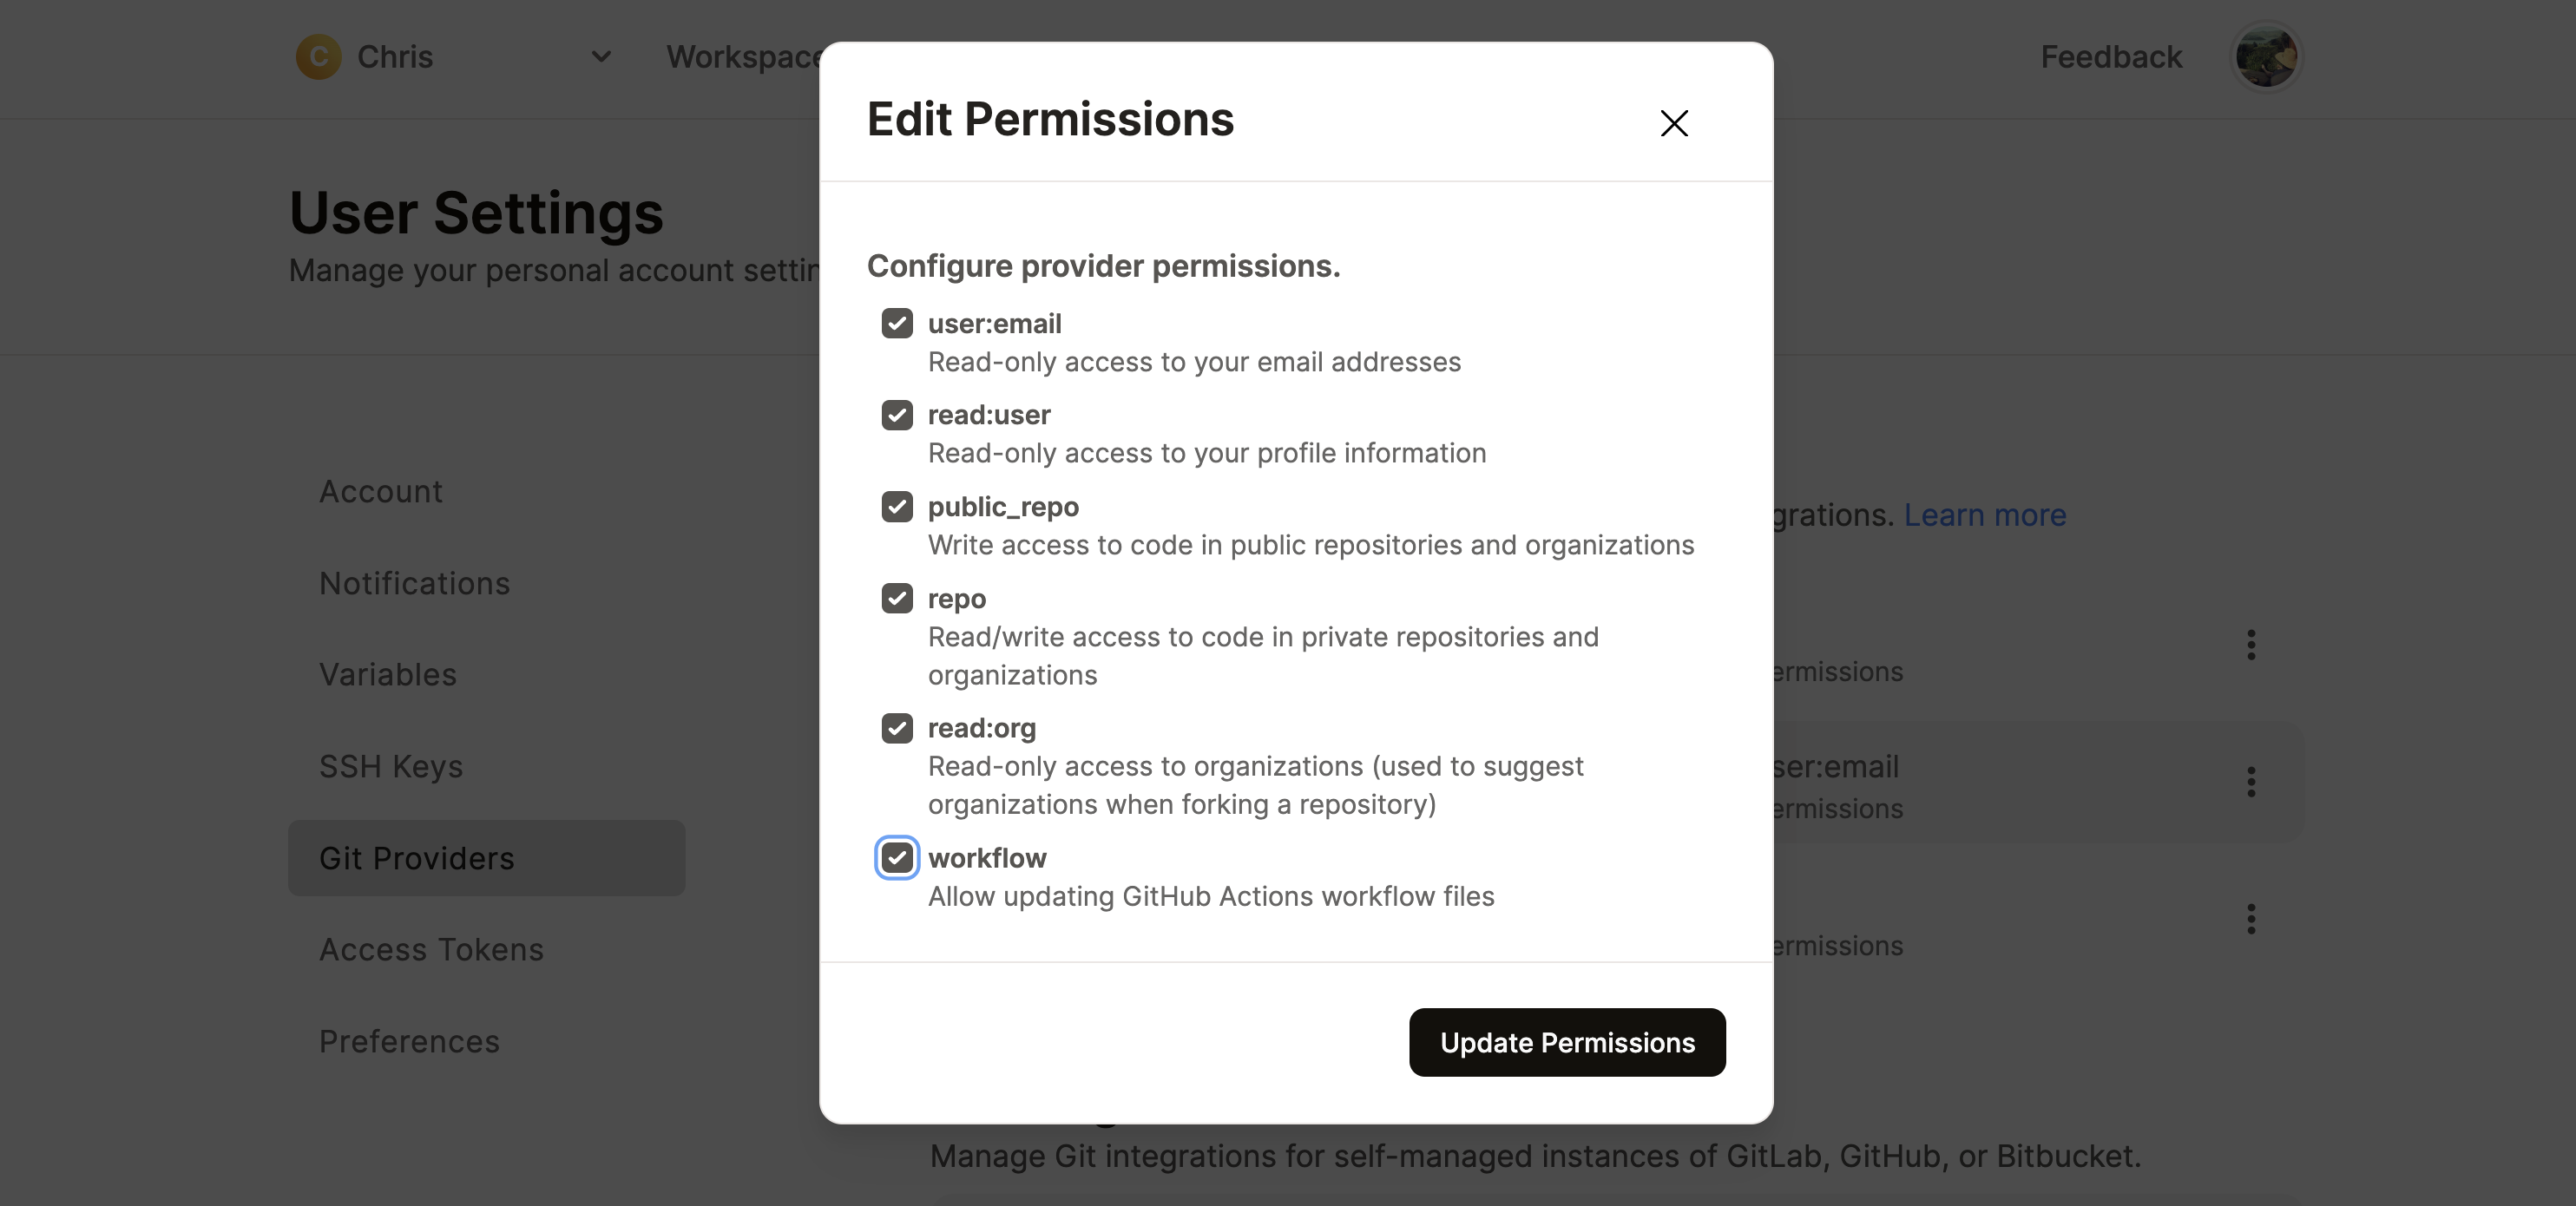 C Chris
Workspace
Feedback
Edit Permissions
User Settings
Manage your personal account settin
Configure provider permissions.
user:email
Read-only access to your email addresses
read:user
Read-only access to your profile information
public_repo
Write access to code in public repositories and organizations
repo
Read/write access to code in private repositories and
organizations
read:org
Read-only access to organizations (used to suggest
organizations when forking a repository)
workflow
Allow updating GitHub Actions workflow files
Update Permissions
Account
Notifications
Variables
SSH Keys
Git Providers
Access Tokens
Preferences
grations. Learn more
ermissions
ser:email
ermissions
ermissions
Manage Git integrations for self-managed instances of GitLab, GitHub, or Bitbucket.